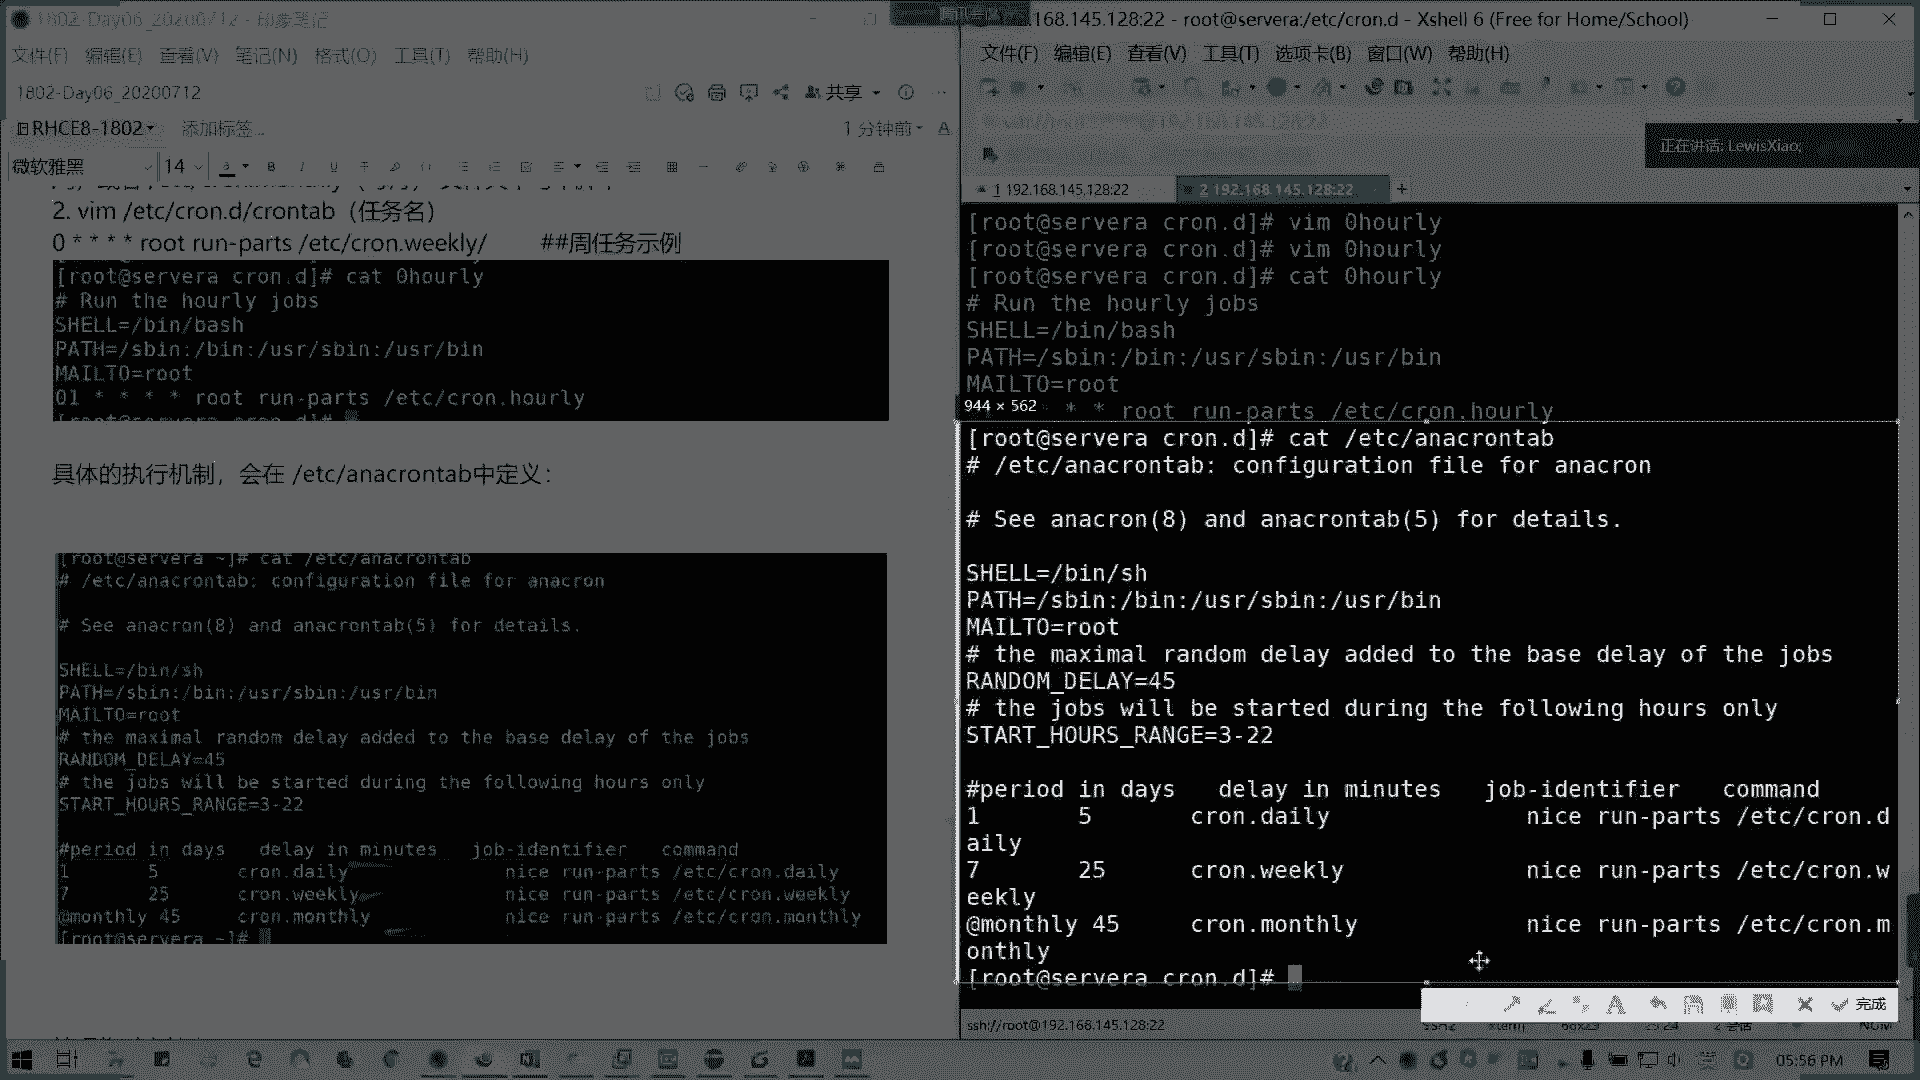 1802-Day06_20200712 - 印象笔记
文件(F) 编辑(E) 查看(V) 笔记(N) 格式(O) 工具(T) 帮助(H)
1802-Day06_20200712
共享
RHCE8-1802
添加标签...
1 分钟前
微软雅黑
14
2. vim /etc/cron.d/crontab（任务名）
0 * * * * root run-parts /etc/cron.weekly/ ##周任务示例
[root@servera cron.d]# cat 0hourly
# Run the hourly jobs
SHELL=/bin/bash
PATH=/sbin:/bin:/usr/sbin:/usr/bin
MAILTO=root
01 * * * * root run-parts /etc/cron.hourly
[root@servera cron.d]#
具体的执行机制，会在 /etc/anacrontab中定义：
[root@servera ~]# cat /etc/anacrontab
# /etc/anacrontab: configuration file for anacron
# See anacron(8) and anacrontab(5) for details.
SHELL=/bin/sh
PATH=/sbin:/bin:/usr/sbin:/usr/bin
MAILTO=root
# the maximal random delay added to the base delay of the jobs
RANDOM_DELAY=45
# the jobs will be started during the following hours only
START_HOURS_RANGE=3-22
#period in days delay in minutes job-identifier command
1 5 cron.daily nice run-parts /etc/cron.daily
7 25 cron.weekly nice run-parts /etc/cron.weekly
@monthly 45 cron.monthly nice run-parts /etc/cron.monthly
[root@servera ~]#
.168.145.128:22 - root@servera:/etc/cron.d - Xshell 6 (Free for Home/School)
文件(F) 编辑(E) 查看(V) 工具(T) 选项卡(B) 窗口(W) 帮助(H)
正在讲话: LewisXiao;
1 192.168.145.128:22
2 192.168.145.128:22
[root@servera cron.d]# vim 0hourly
[root@servera cron.d]# vim 0hourly
[root@servera cron.d]# cat 0hourly
# Run the hourly jobs
SHELL=/bin/bash
PATH=/sbin:/bin:/usr/sbin:/usr/bin
MAILTO=root
944 × 562
* * root run-parts /etc/cron.hourly
[root@servera cron.d]# cat /etc/anacrontab
# /etc/anacrontab: configuration file for anacron
# See anacron(8) and anacrontab(5) for details.
SHELL=/bin/sh
PATH=/sbin:/bin:/usr/sbin:/usr/bin
MAILTO=root
# the maximal random delay added to the base delay of the jobs
RANDOM_DELAY=45
# the jobs will be started during the following hours only
START_HOURS_RANGE=3-22
#period in days delay in minutes job-identifier command
1 5 cron.daily nice run-parts /etc/cron.d
aily
7 25 cron.weekly nice run-parts /etc/cron.w
eekly
@monthly 45 cron.monthly nice run-parts /etc/cron.m
onthly
[root@servera cron.d]#
完成
ssh://root@192.168.145.128:22
05:56 PM